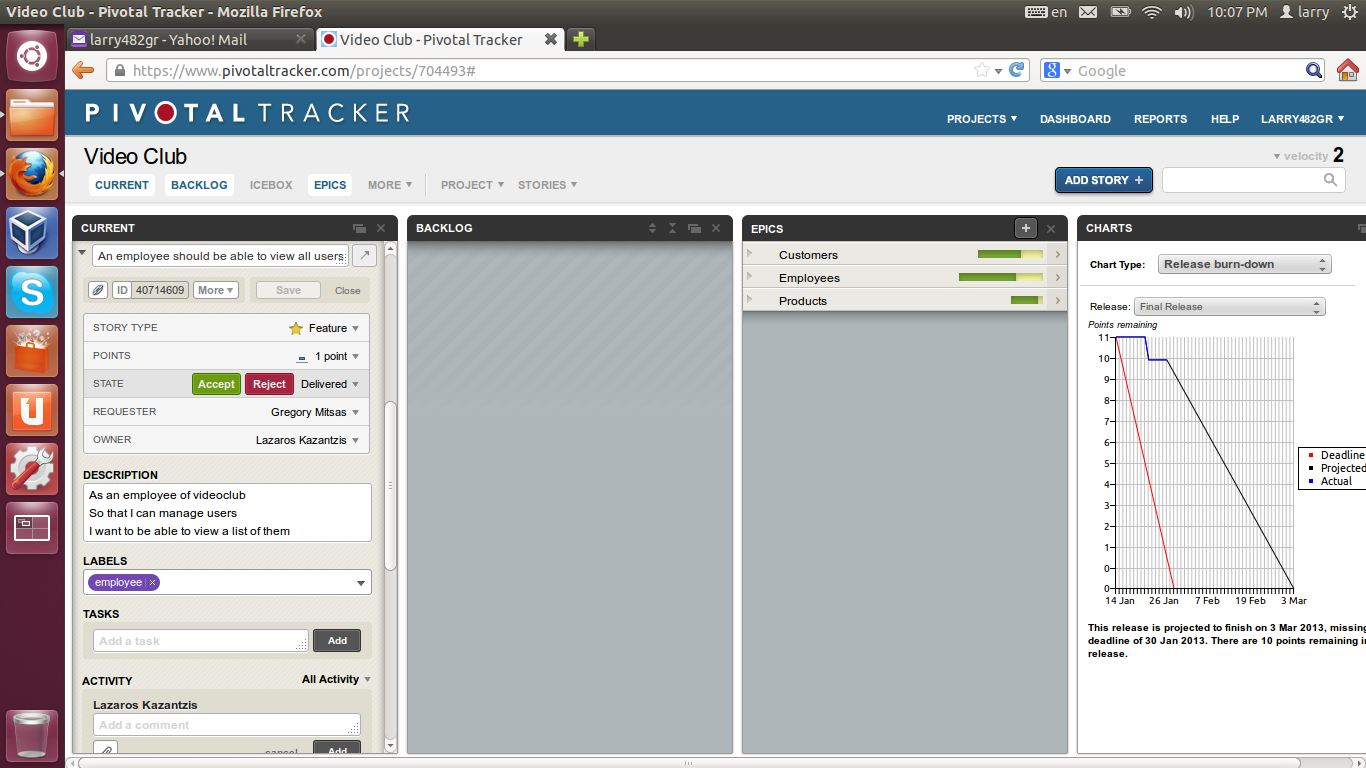 Video Club - Pivotal Tracker - Mozilla Firefox
en
10:07 PM
larry
larry482gr - Yahoo! Mail
Video Club - Pivotal Tracker
https://www.pivotaltracker.com/projects/704493#
Google
PIVOTAL TRACKER
PROJECTS
DASHBOARD
REPORTS
HELP
LARRY482GR
Video Club
velocity 2
CURRENT
BACKLOG
ICEBOX
EPICS
MORE
PROJECT
STORIES
ADD STORY +
CURRENT
An employee should be able to view all users
ID 40714609
More
Save
Close
STORY TYPE
Feature
POINTS
1 point
STATE
Accept
Reject
Delivered
REQUESTER
Gregory Mitsas
OWNER
Lazaros Kazantzis
DESCRIPTION
As an employee of videoclub
So that I can manage users
I want to be able to view a list of them
LABELS
employee
TASKS
Add a task
Add
ACTIVITY
All Activity
Lazaros Kazantzis
Add a comment
cancel
Add
BACKLOG
EPICS
Customers
Employees
Products
CHARTS
Chart Type:
Release burn-down
Release:
Final Release
Points remaining
11
10
9
8
7
6
5
4
3
2
1
0
0
14 Jan
26 Jan
7 Feb
19 Feb
3 Mar
Deadline
Projected
Actual
This release is projected to finish on 3 Mar 2013, missing
deadline of 30 Jan 2013. There are 10 points remaining in
release.